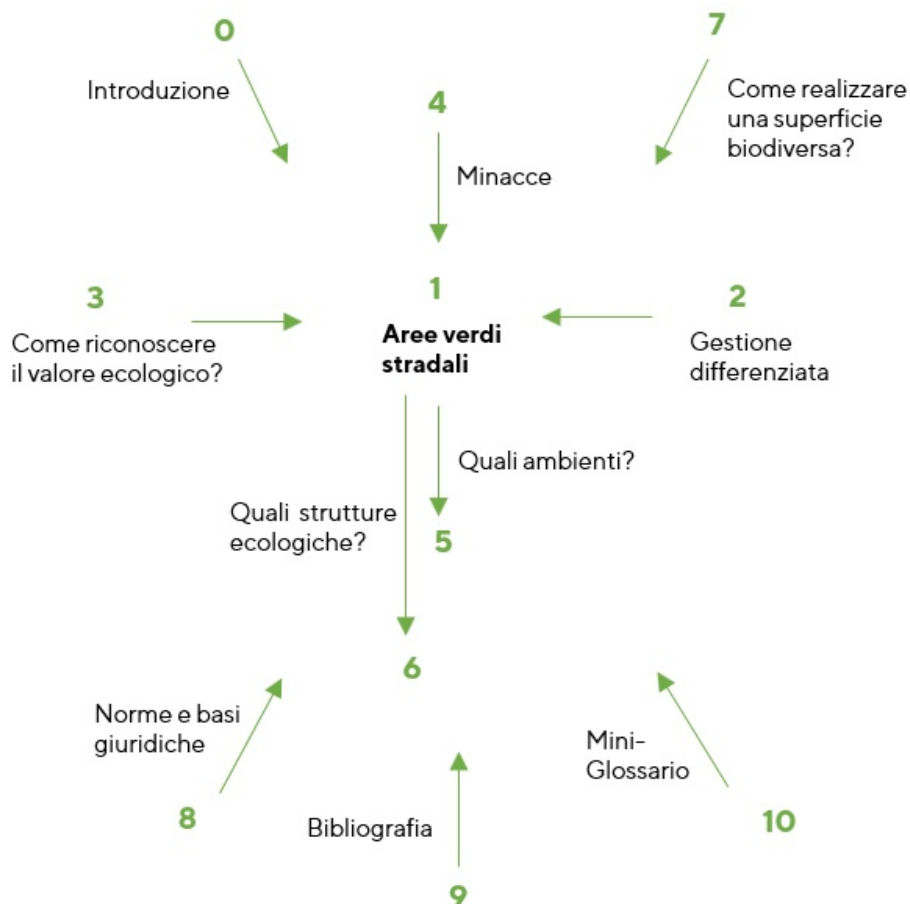 0
7
Introduzione
4
Come realizzare
una superficie
biodiversa?
Minacce
3
1
2
Come riconoscere
il valore ecologico?
Aree verdi
stradali
Gestione
differenziata
Quali ambienti?
Quali strutture
ecologiche?
5
6
Norme e basi
giuridiche
Mini-
Glossario
8
Bibliografia
10
9